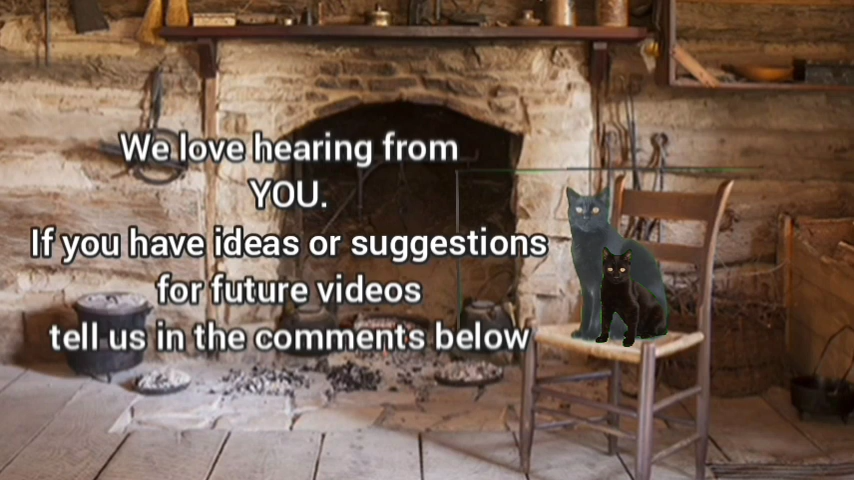 We love hearing from
YOU.
If you have ideas or suggestions
for future videos
tell us in the comments below